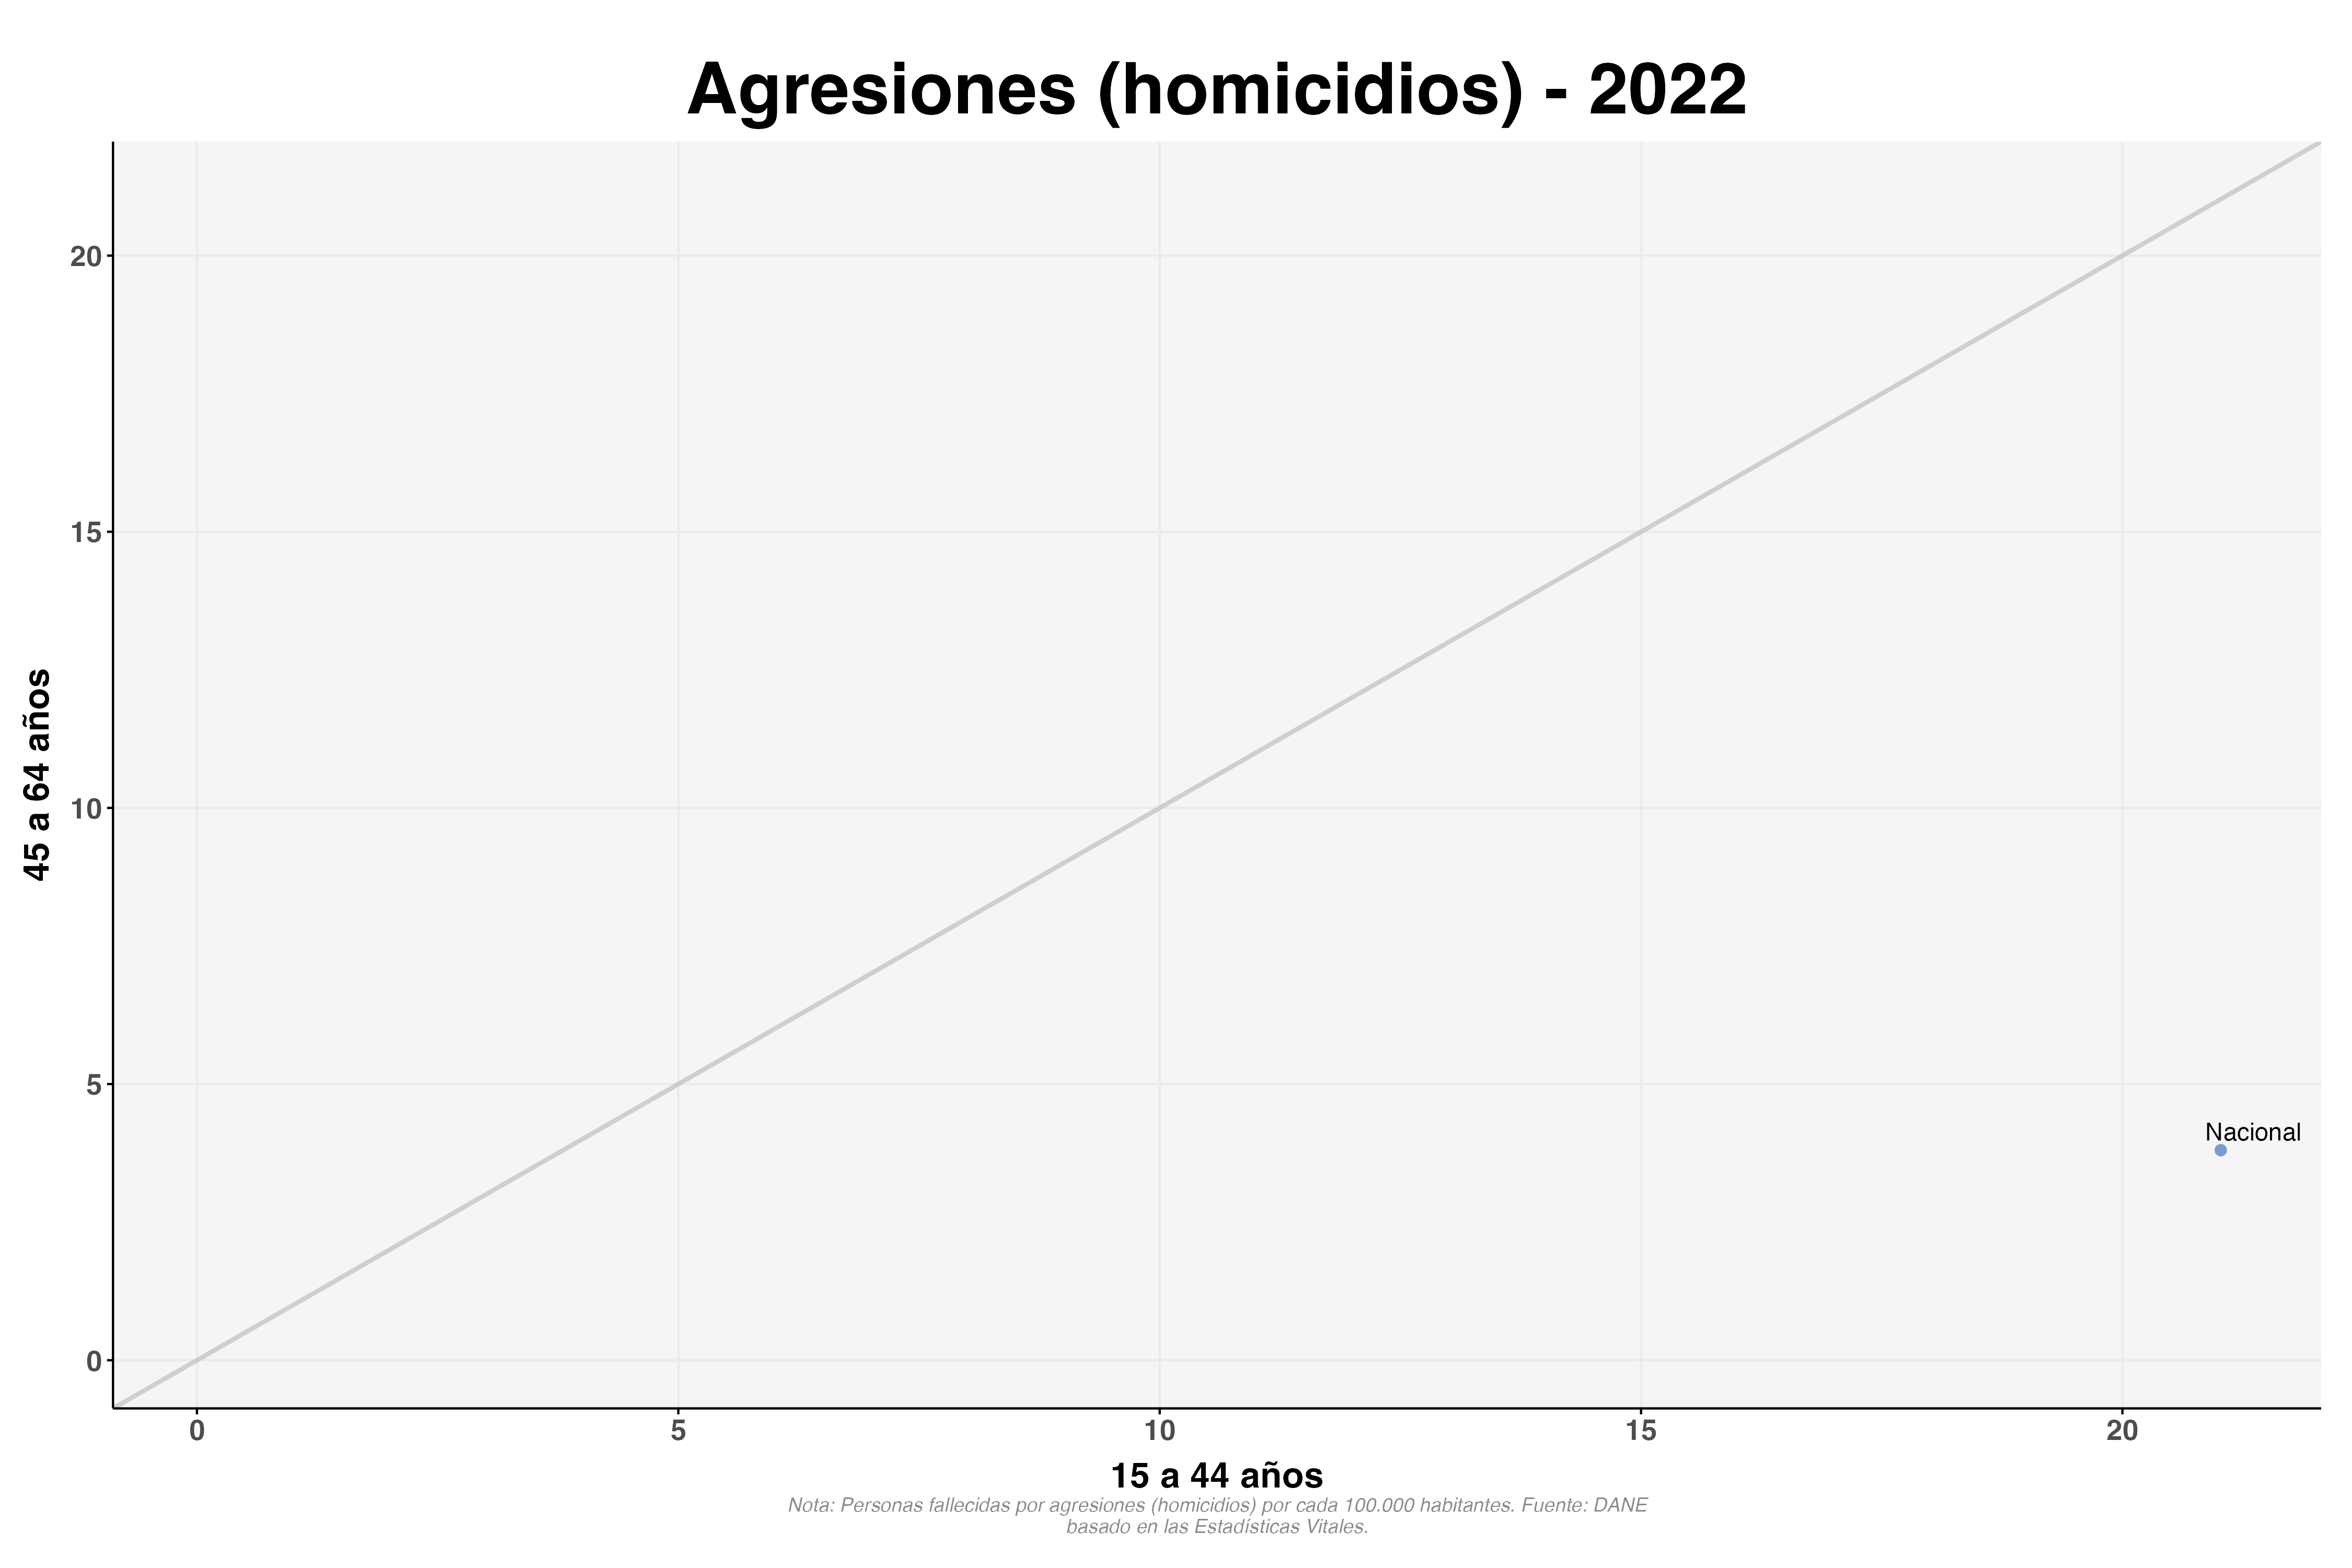 Agresiones (homicidios) - 2022
45 a 64 años
20
15
10
5
0
Nacional
0
5
10
15
20
15 a 44 años
Nota: Personas fallecidas por agresiones (homicidios) por cada 100.000 habitantes. Fuente: DANE
basado en las Estadísticas Vitales.